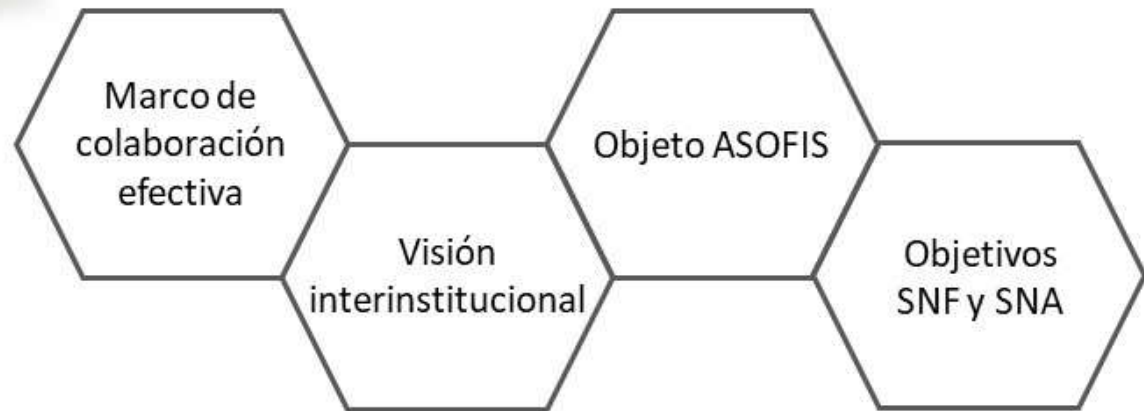 Marco de
colaboración
efectiva
Visión
interinstitucional
Objeto ASOFIS
Objetivos
SNF y SNA